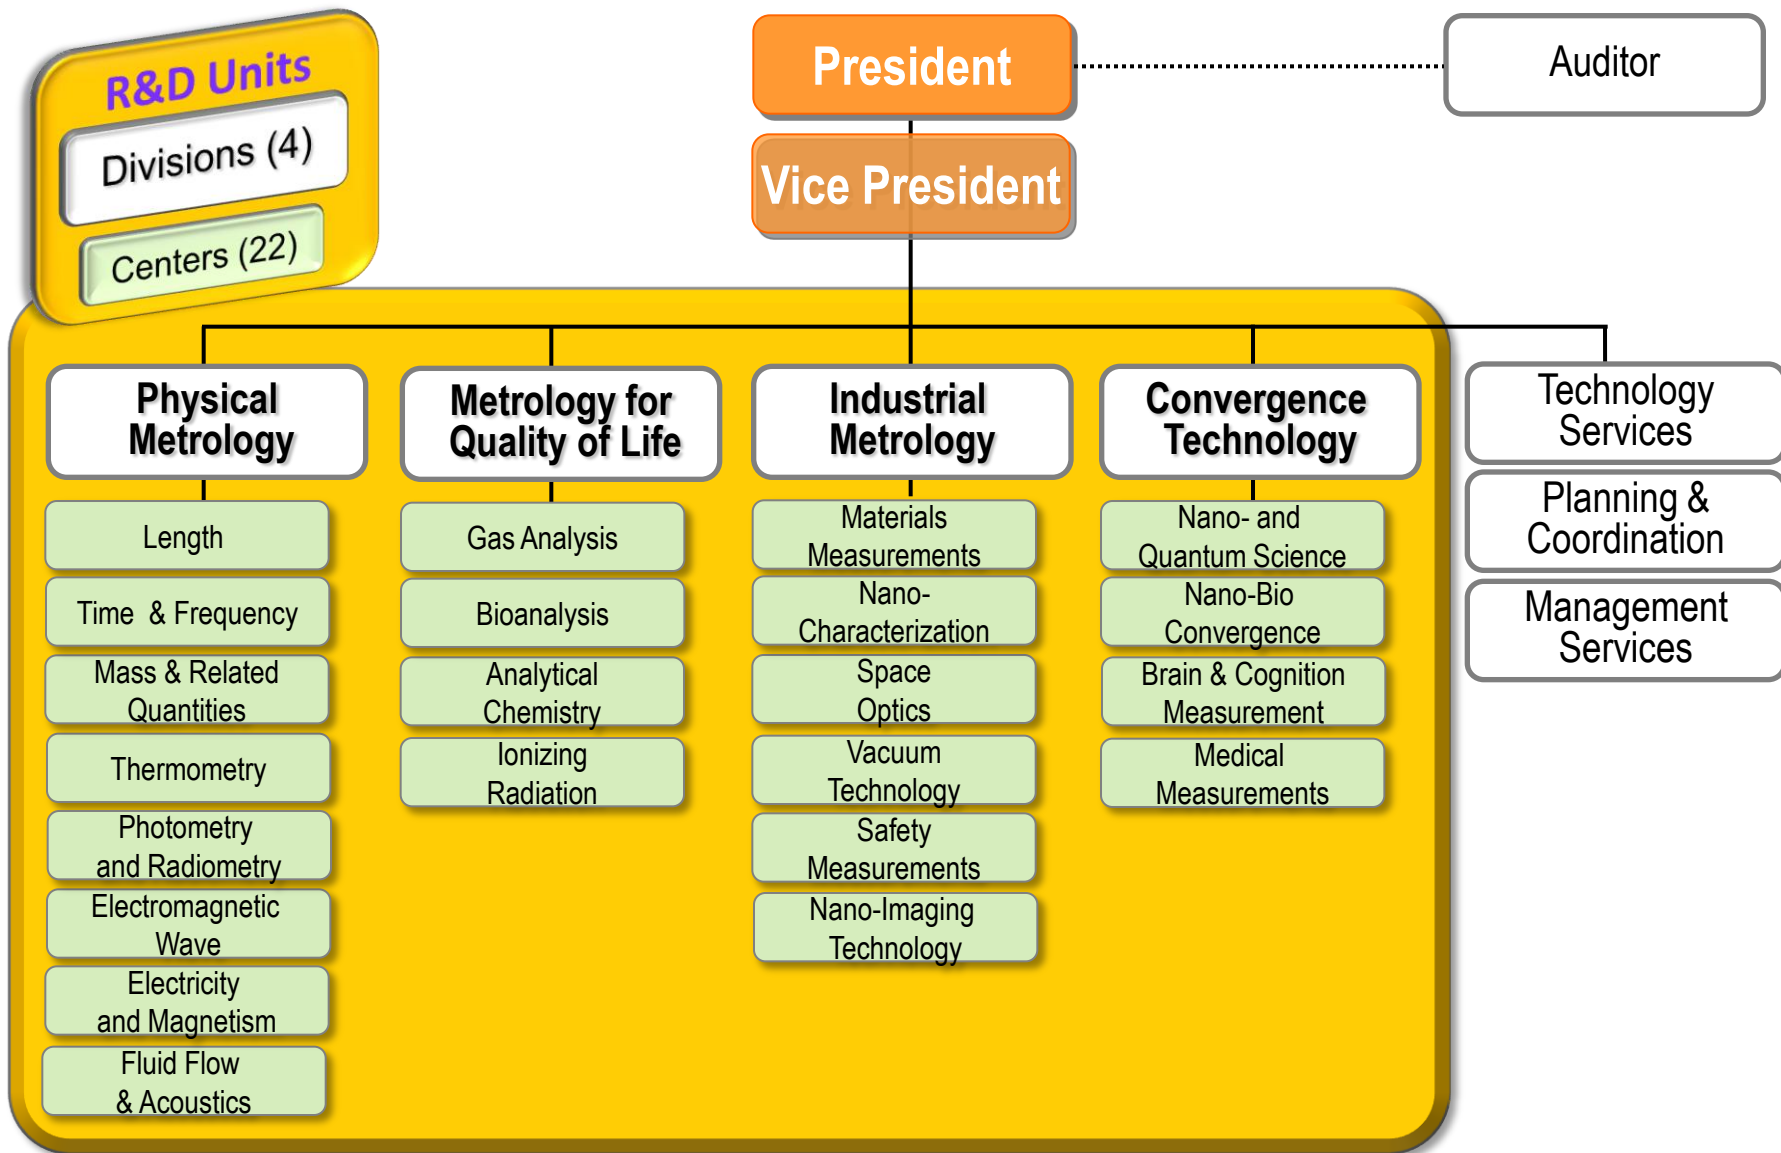 R&D Units
Divisions (4)
Centers (22)
President
Vice President
Auditor
Physical
Metrology
Length
Time & Frequency
Mass & Related
Quantities
Thermometry
Photometry
and Radiometry
Electromagnetic
Wave
Electricity
and Magnetism
Fluid Flow
& Acoustics
Metrology for
Quality of Life
Gas Analysis
Bioanalysis
Analytical
Chemistry
Ionizing
Radiation
Industrial
Metrology
Materials
Measurements
Nano-
Characterization
Space
Optics
Vacuum
Technology
Safety
Measurements
Nano-Imaging
Technology
Convergence
Technology
Nano- and
Quantum Science
Nano-Bio
Convergence
Brain & Cognition
Measurement
Medical
Measurements
Technology
Services
Planning &
Coordination
Management
Services